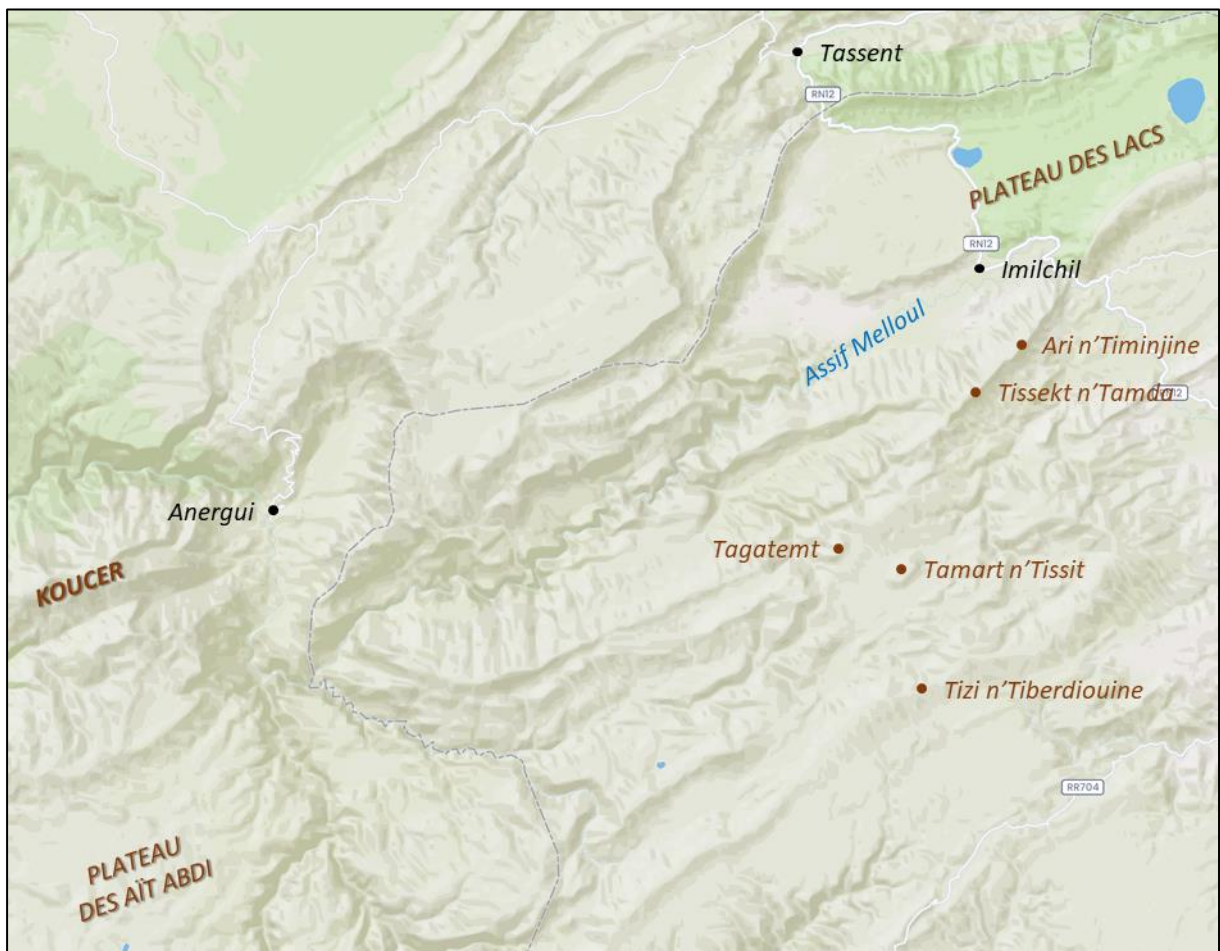 Tassent
RN12
PLATEAU DES LACS
RN12
Imilchil
Assif Melloul
Ari n’Timinjine
Tissekt n’Tamda
RN12
Anergui
Tagatemt
KOUCER
Tamart n’Tissit
Tizi n’Tiberdiouine
RR704
PLATEAU
DES AÏT ABDI